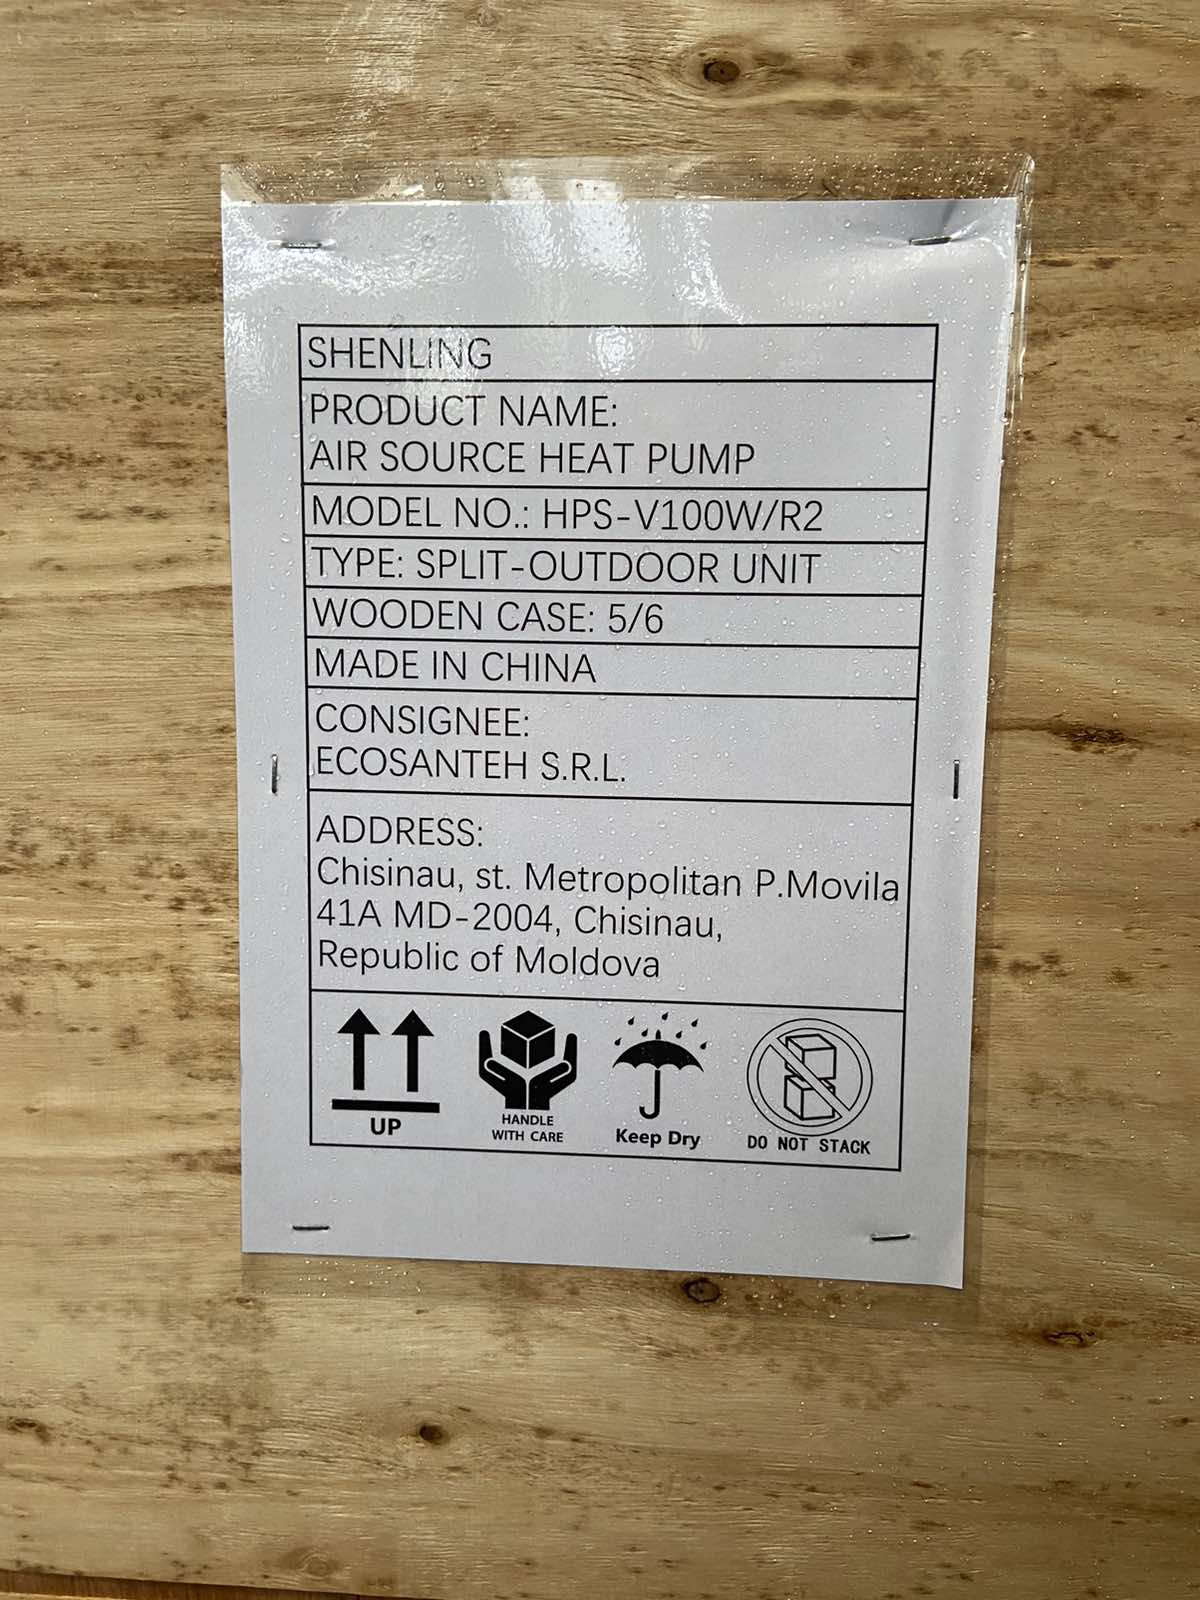 SHENLING
PRODUCT NAME:
AIR SOURCE HEAT PUMP
MODEL NO.: HPS-V100W/R2
TYPE: SPLIT-OUTDOOR UNIT
WOODEN CASE: 5/6
MADE IN CHINA
CONSIGNEE:
ECOSANTEH S.R.L.
ADDRESS:
Chisinau, st. Metropolitan P.Movila
41A MD-2004, Chisinau,
Republic of Moldova
UP
HANDLE
WITH CARE
Keep Dry
DO NOT STACK